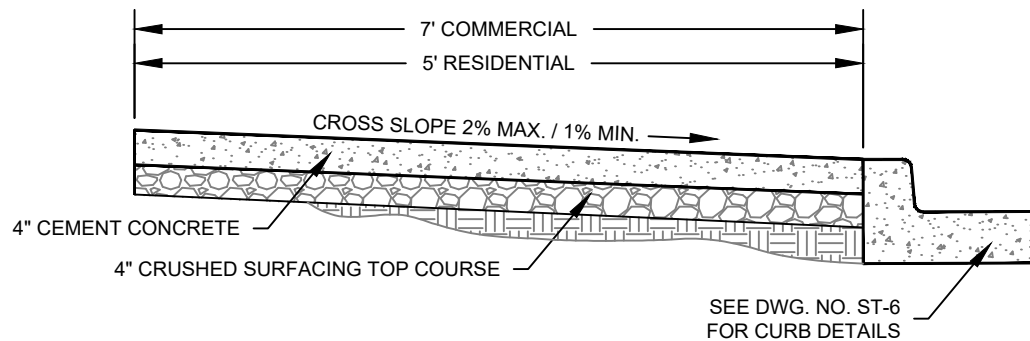 7' COMMERCIAL
5' RESIDENTIAL
CROSS SLOPE 2% MAX. / 1% MIN.
4" CEMENT CONCRETE
4" CRUSHED SURFACING TOP COURSE
SEE DWG. NO. ST-6
FOR CURB DETAILS